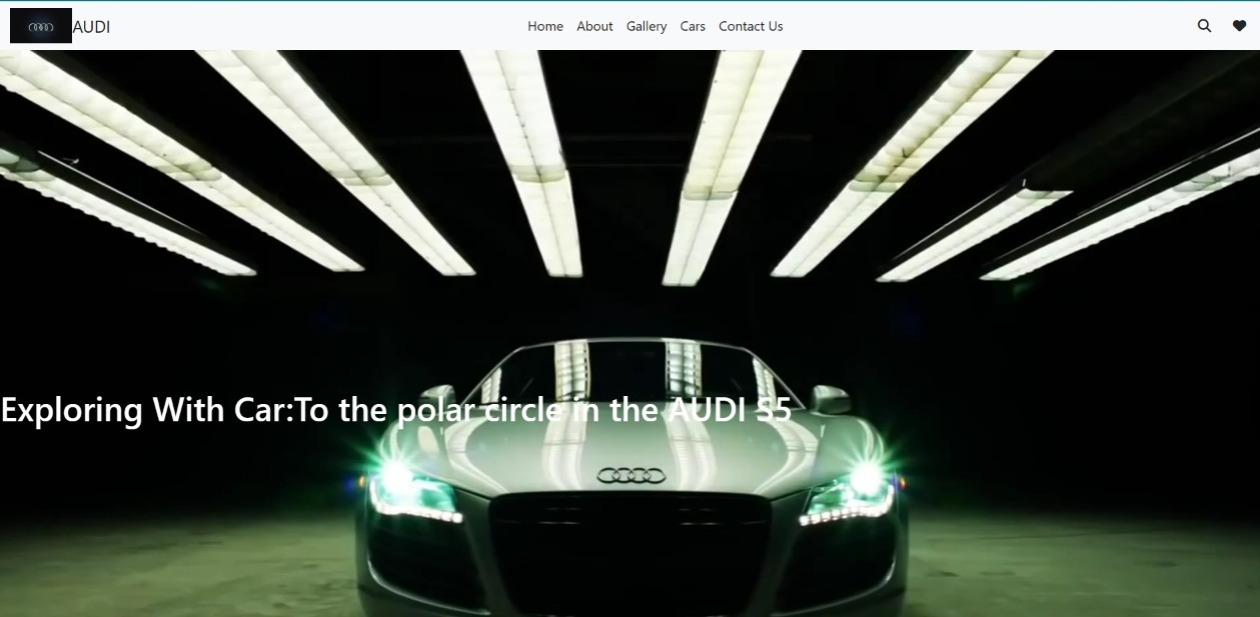 AUDI
Home About Gallery Cars Contact Us
Exploring With Car:To the polar circle in the AUDI S5